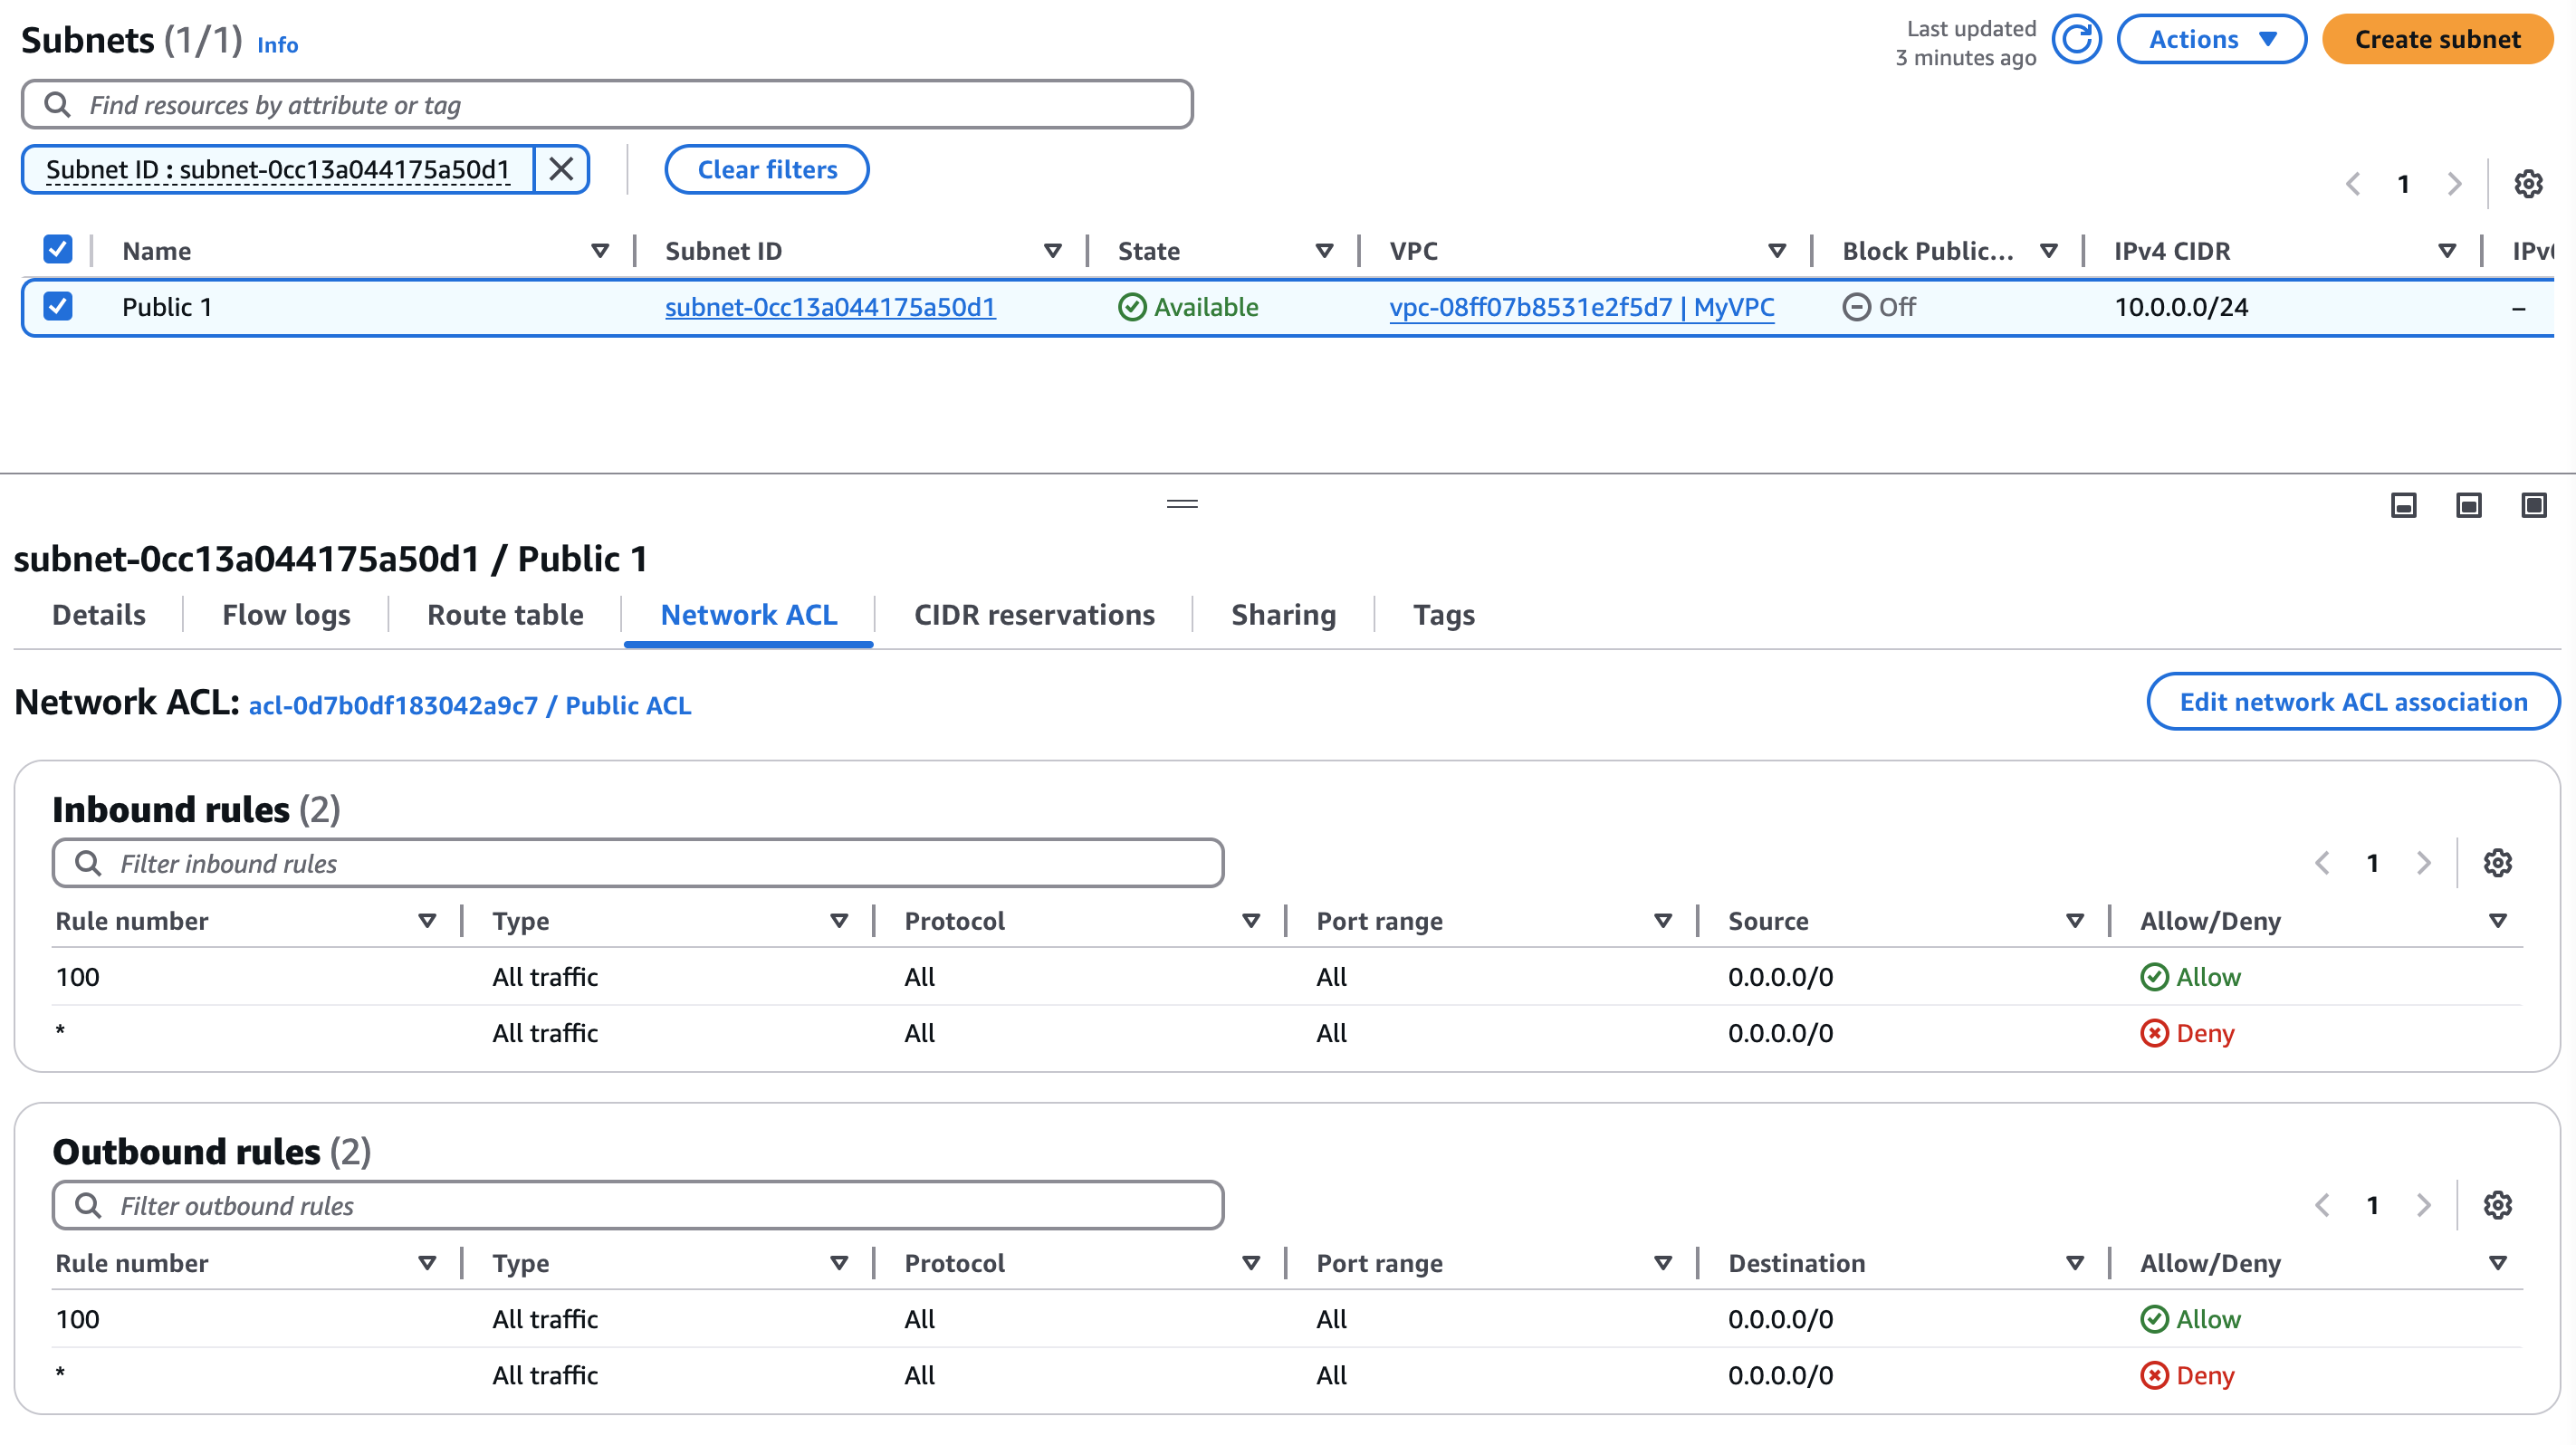 Subnets (1/1) Info
Last updated
3 minutes ago
Actions
Create subnet
Find resources by attribute or tag
Subnet ID : subnet-0cc13a044175a50d1
Clear filters
1
Name Subnet ID State VPC Block Public... IPv4 CIDR
Public 1 subnet-0cc13a044175a50d1 Available vpc-08ff07b8531e2f5d7 | MyVPC Off 10.0.0.0/24 –
subnet-0cc13a044175a50d1 / Public 1
Details Flow logs Route table Network ACL CIDR reservations Sharing Tags
Network ACL: acl-0d7b0df183042a9c7 / Public ACL
Edit network ACL association
Inbound rules (2)
Filter inbound rules
1
Rule number Type Protocol Port range Source Allow/Deny
100 All traffic All All 0.0.0.0/0 Allow
* All traffic All All 0.0.0.0/0 Deny
Outbound rules (2)
Filter outbound rules
1
Rule number Type Protocol Port range Destination Allow/Deny
100 All traffic All All 0.0.0.0/0 Allow
* All traffic All All 0.0.0.0/0 Deny